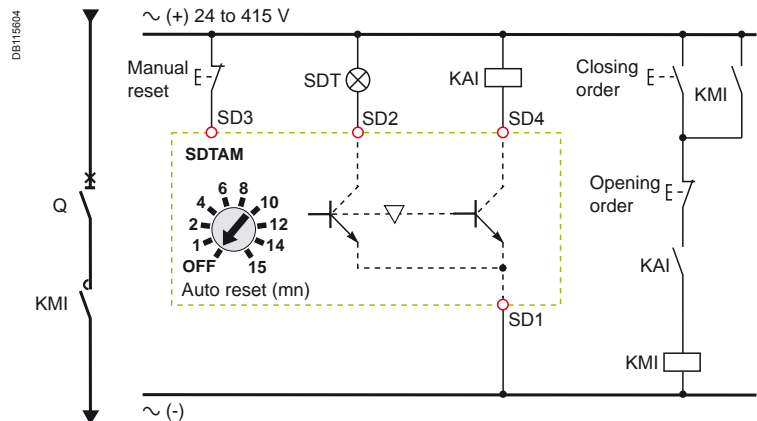 DB115604
∼ (+) 24 to 415 V
Manual
reset
SDT
KAI
Closing
order
KMI
SD3
SD2
SD4
SDTAM
Q
KMI
6 8
4 10
2 12
1 14
OFF 15
Auto reset (mn)
Opening
order
KAI
SD1
KMI
∼ (-)